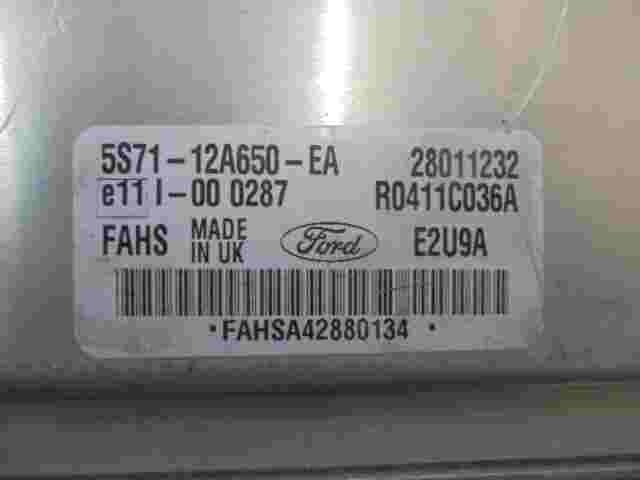 5S71-12A650-EA 28011232
e11 I-00 0287 R0411C036A
FAHS MADE IN UK Ford E2U9A
•FAHSA42880134•